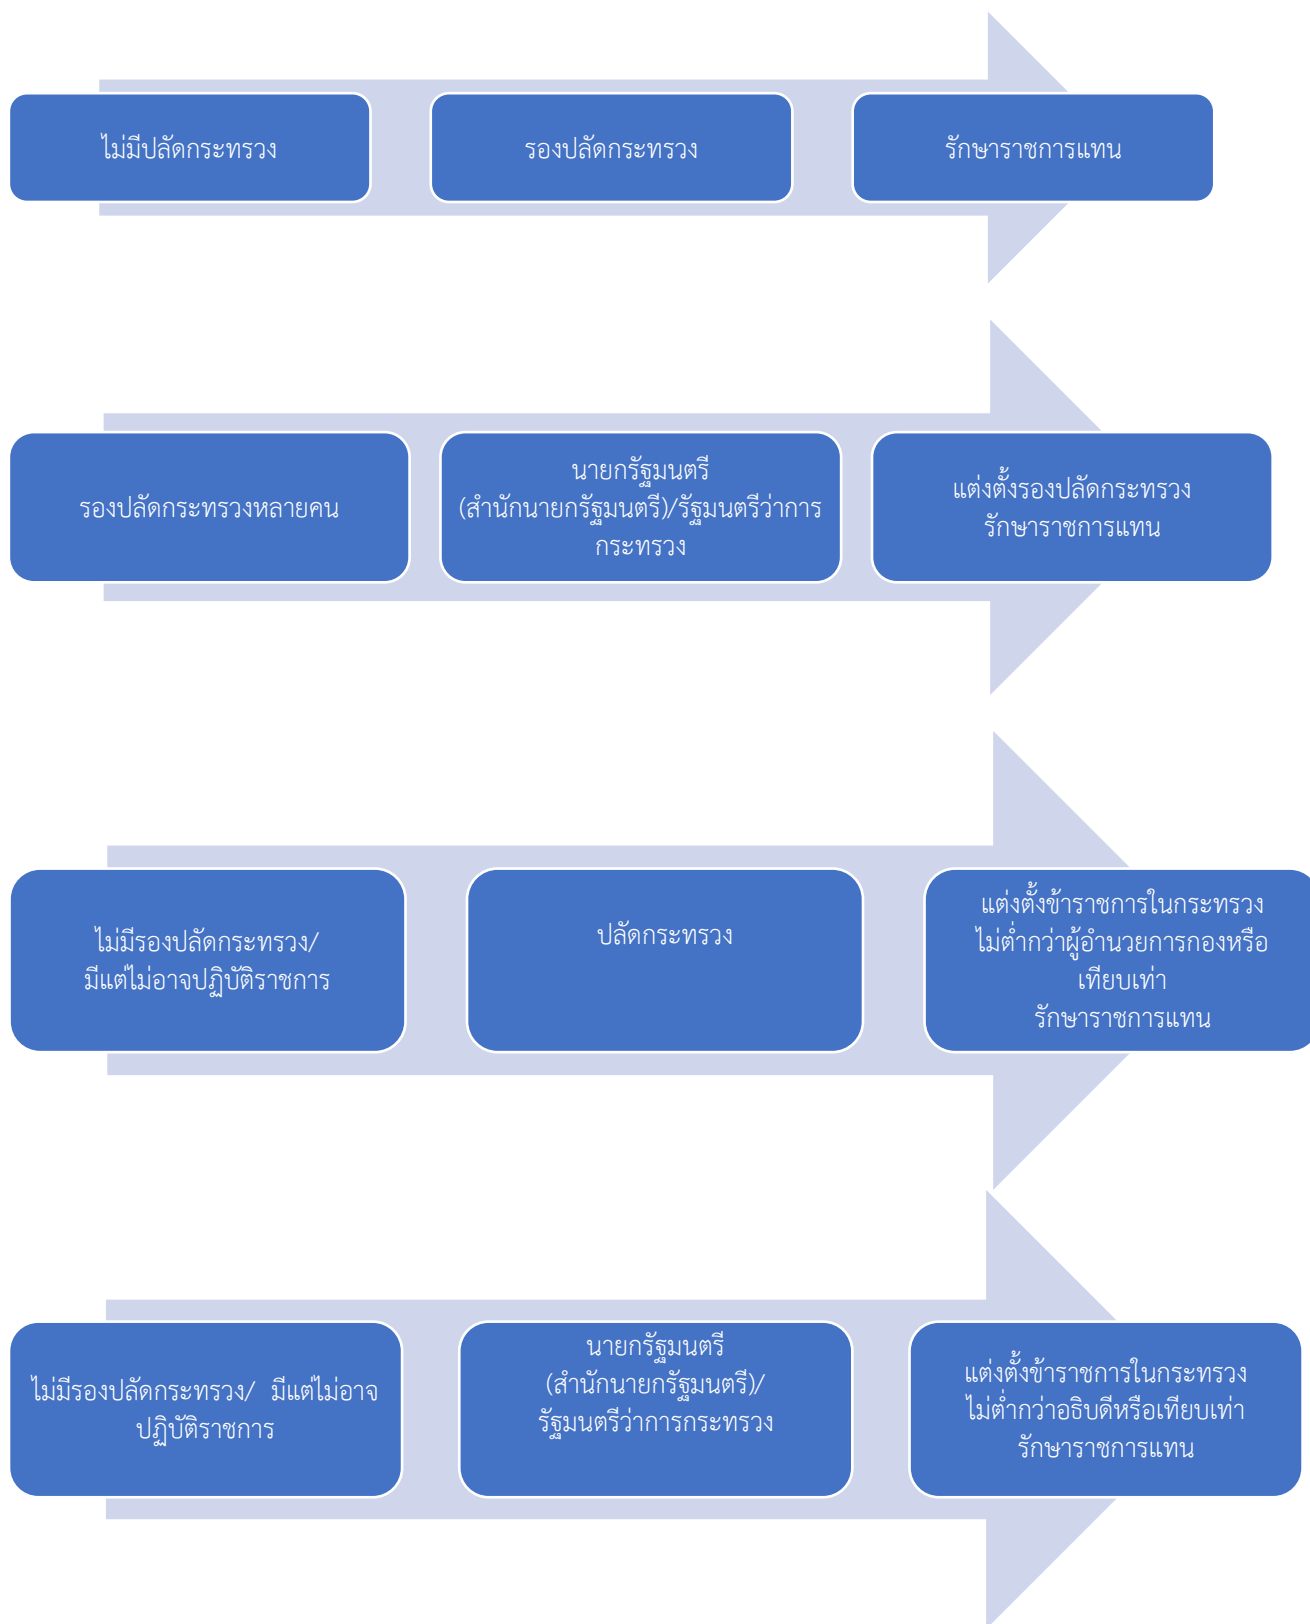 ไม่มีปลัดกระทรวง
รองปลัดกระทรวง
รักษาราชการแทน
รองปลัดกระทรวงหลายคน
นายกรัฐมนตรี
(สำนักนายกรัฐมนตรี)/รัฐมนตรีว่าการ
กระทรวง
แต่งตั้งรองปลัดกระทรวง
รักษาราชการแทน
ไม่มีรองปลัดกระทรวง/
มีแต่ไม่อาจปฏิบัติราชการ
ปลัดกระทรวง
แต่งตั้งข้าราชการในกระทรวง
ไม่ต่ำกว่าผู้อำนวยการกองหรือ
เทียบเท่า
รักษาราชการแทน
ไม่มีรองปลัดกระทรวง/ มีแต่ไม่อาจ
ปฏิบัติราชการ
นายกรัฐมนตรี
(สำนักนายกรัฐมนตรี)/
รัฐมนตรีว่าการกระทรวง
แต่งตั้งข้าราชการในกระทรวง
ไม่ต่ำกว่าอธิบดีหรือเทียบเท่า
รักษาราชการแทน